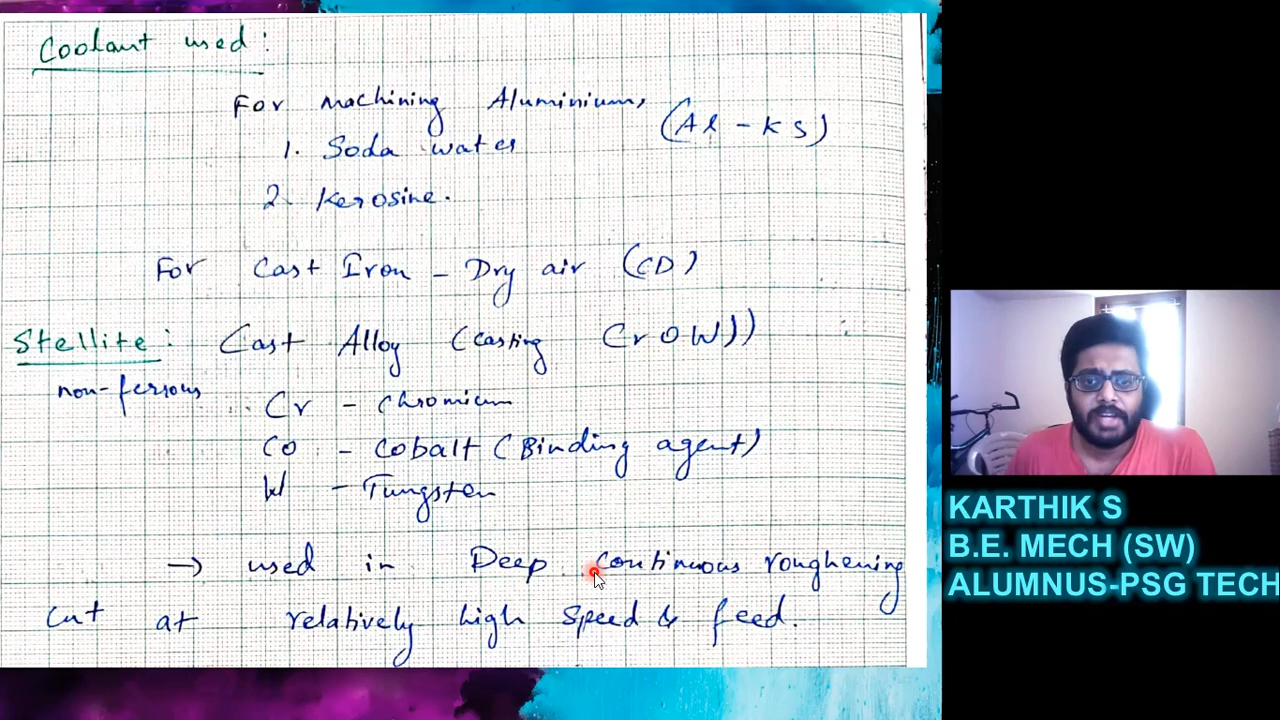 Coolant used:
For machining Aluminium, (Al - KS)
1. Soda water
2. Kerosine.
For Cast Iron - Dry air (CD)
Stellite: Cast Alloy (Casting CroW))
non-ferrous
Cr - Chromium
CO - Cobalt (Binding agent)
W - Tungsten
→ used in Deep continuous roughening
cut at relatively high speed & feed.
KARTHIK S
B.E. MECH (SW)
ALUMNUS-PSG TECH